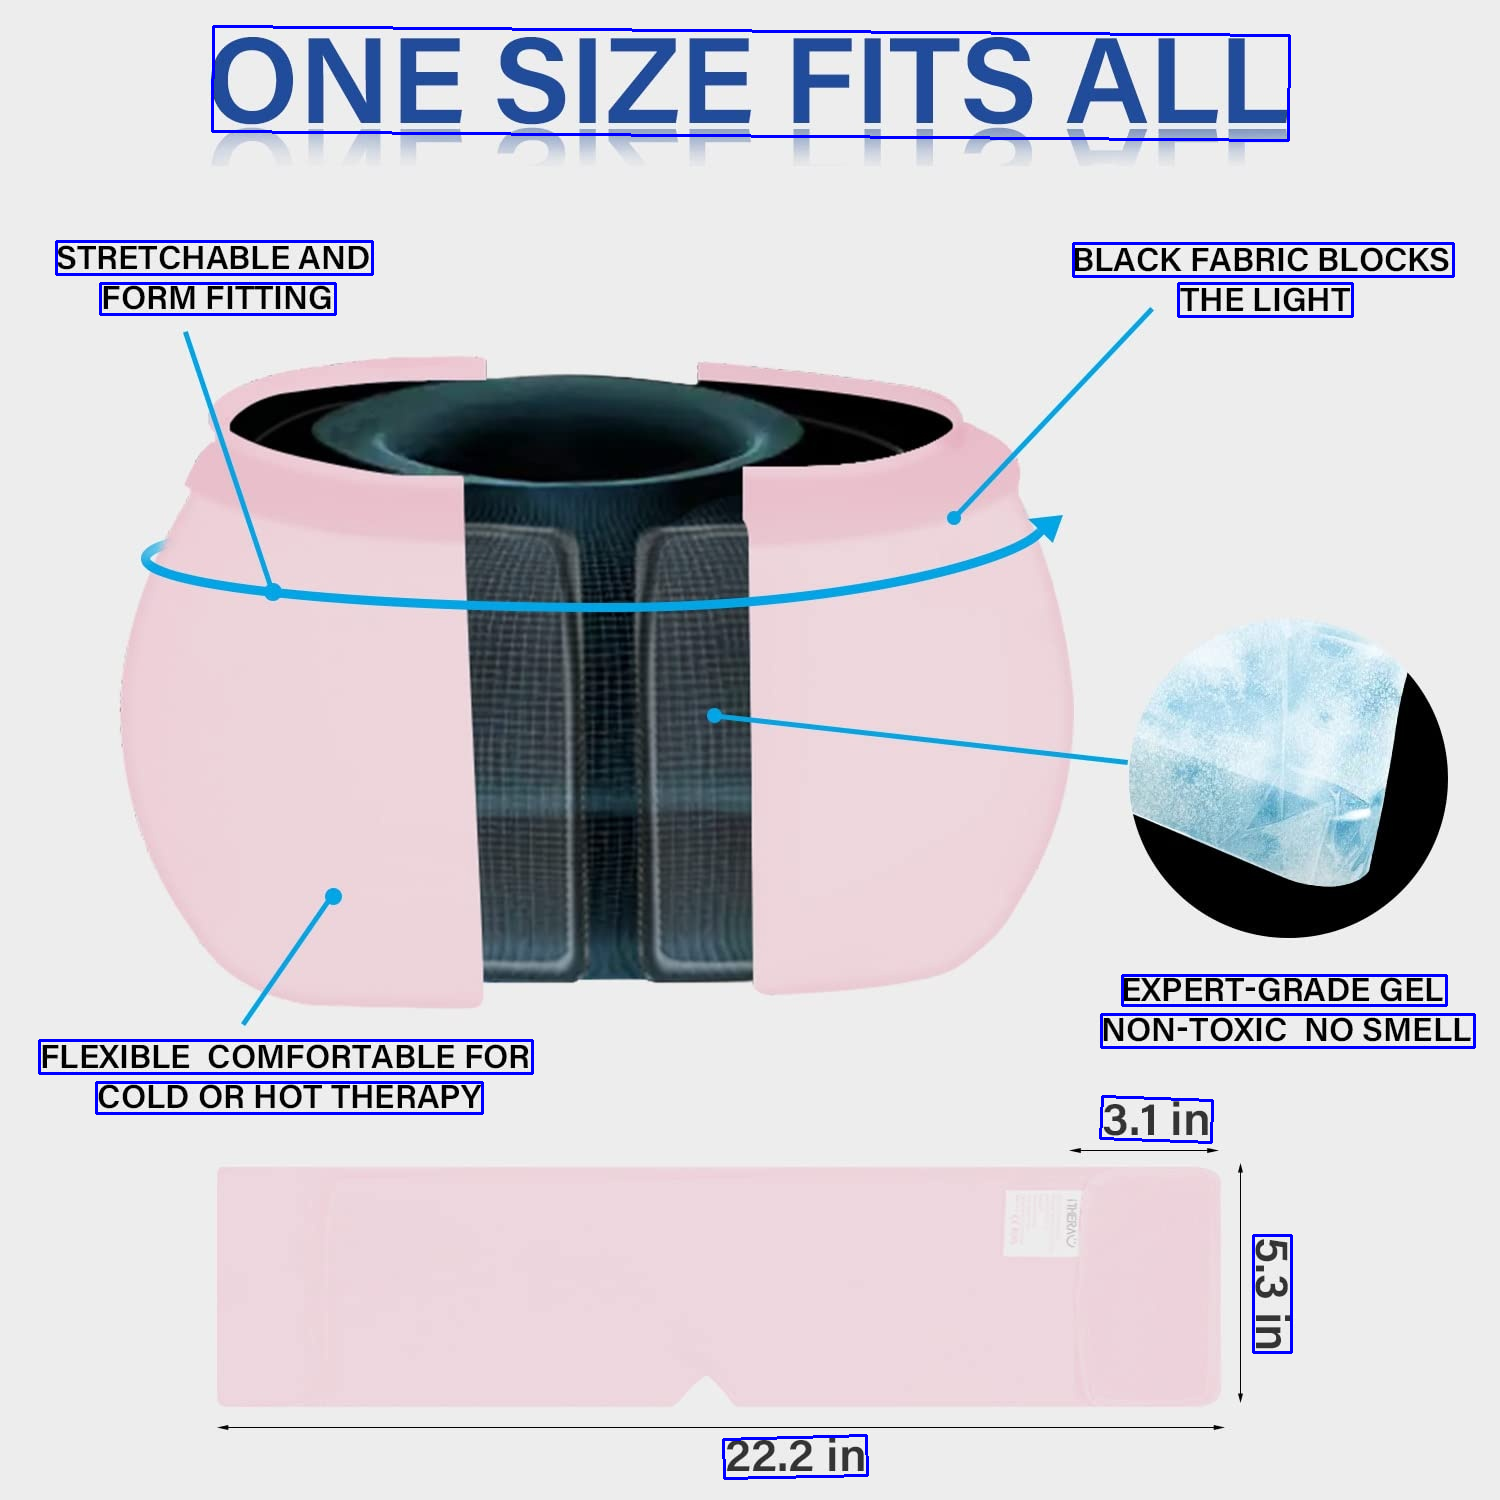 ONE SIZE FITS ALL
STRETCHABLE AND
FORM FITTING
BLACK FABRIC BLOCKS
THE LIGHT
EXPERT-GRADE GEL
NON-TOXIC  NO SMELL
FLEXIBLE  COMFORTABLE FOR
COLD OR HOT THERAPY
3.1 in
5.3 in
22.2 in